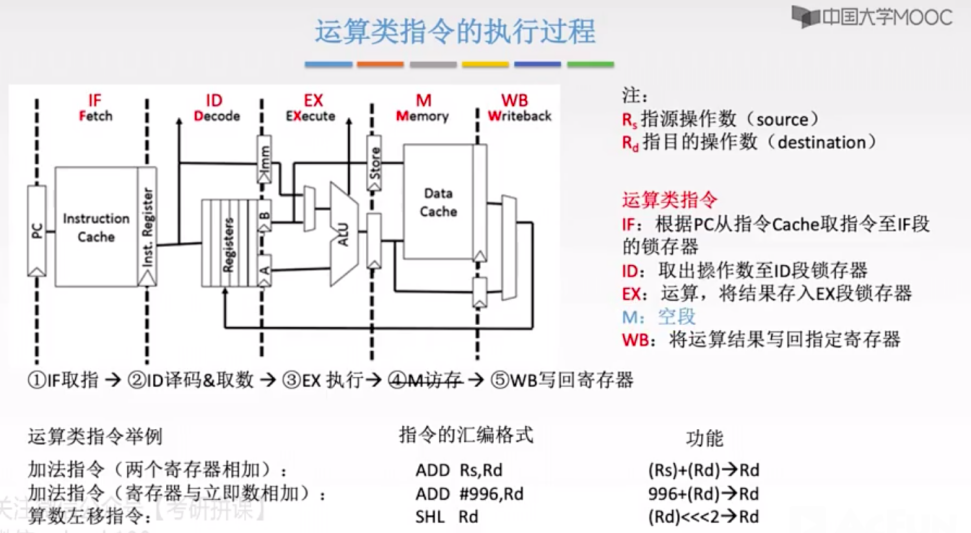 中国大学MOOC
运算类指令的执行过程
IF
Fetch
ID
Decode
EX
EXecute
M
Memory
WB
Writeback
PC
Instruction
Cache
Inst. Register
Registers
Imm
B
A
ALU
Store
Data
Cache
注：
Rs 指源操作数（source）
Rd 指目的操作数（destination）
运算类指令
IF：根据PC从指令Cache取指令至IF段
的锁存器
ID：取出操作数至ID段锁存器
EX：运算，将结果存入EX段锁存器
M：空段
WB：将运算结果写回指定寄存器
①IF取指 → ②ID译码&取数 → ③EX 执行 → ④M访存 → ⑤WB写回寄存器
运算类指令举例 指令的汇编格式 功能
加法指令（两个寄存器相加）： ADD Rs,Rd (Rs)+(Rd)→Rd
加法指令（寄存器与立即数相加）： ADD #996,Rd 996+(Rd)→Rd
算数左移指令： SHL Rd (Rd)<<<2→Rd
【考研拼课】